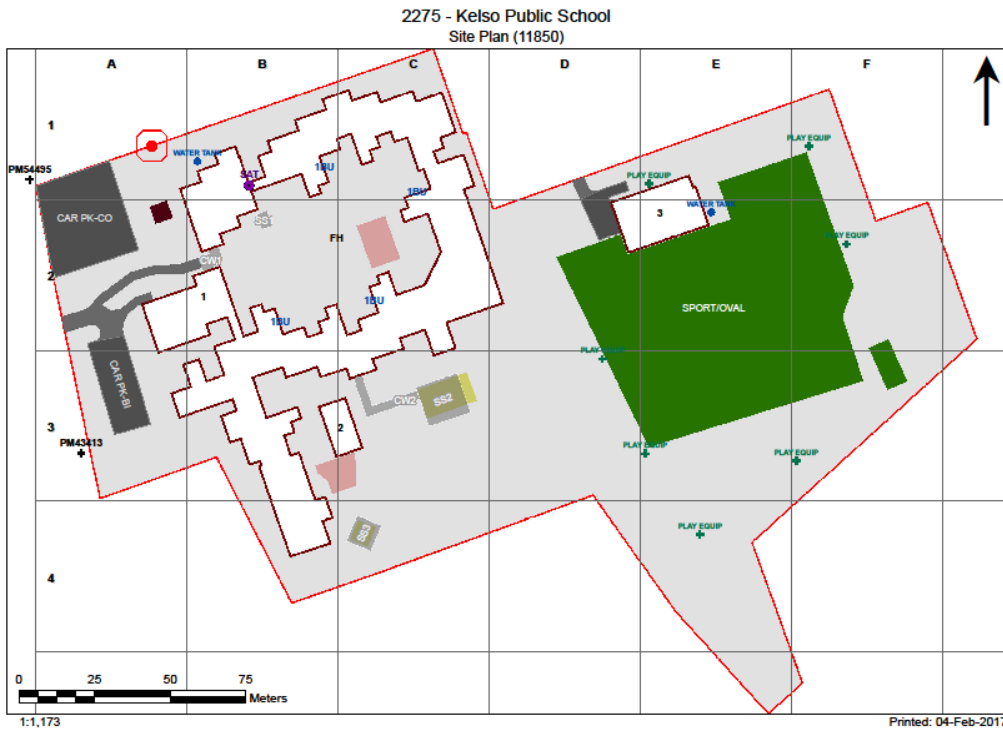 2275 - Kelso Public School
Site Plan (11850)
A B C D E F
1
PLAY EQUIP
WATER TANK
1BU
PM54495
SAT
PLAY EQUIP
1BU
CAR PK-CO
WATER TANK
3
SS1
FH
PLAY EQUIP
CW1
2
1
1BU
SPORT/OVAL
1BU
PLAY EQUIP
CAR PK-BI
CW2
SS2
3
2
PM43413
PLAY EQUIP
PLAY EQUIP
SS3
PLAY EQUIP
4
0 25 50 75
Meters
1:1,173
Printed: 04-Feb-2017